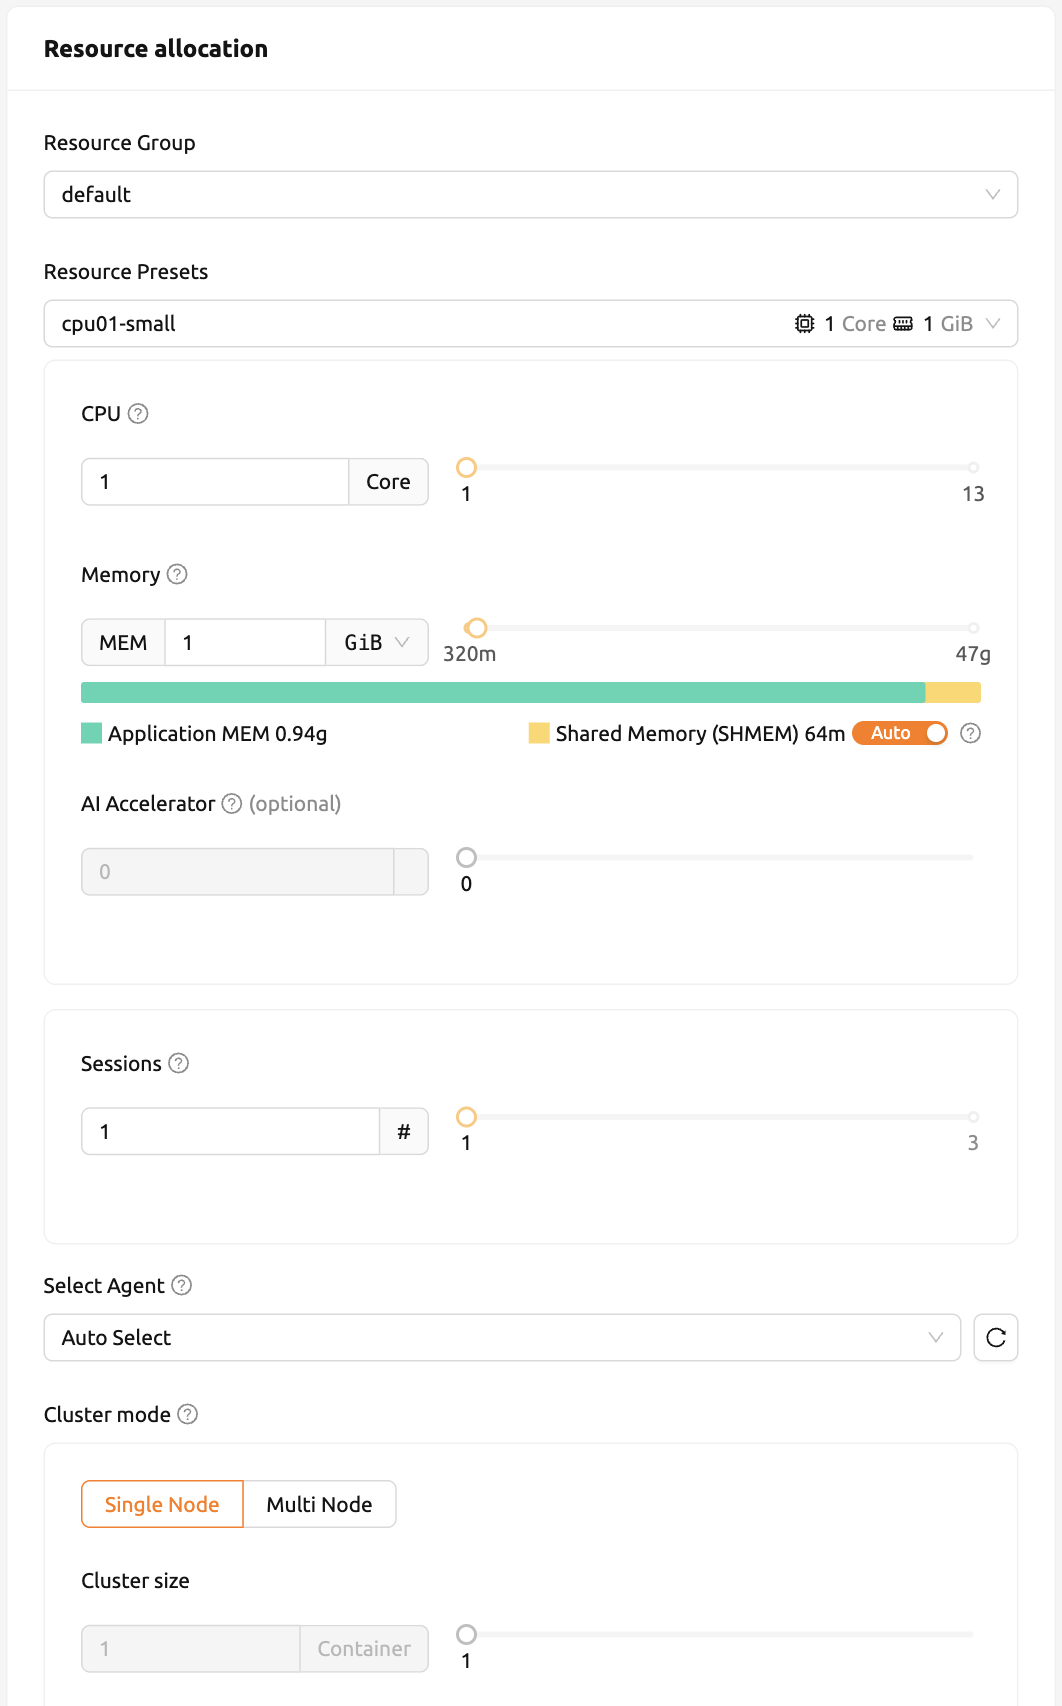 Resource allocation
Resource Group
default
Resource Presets
cpu01-small 1 Core 1 GiB
CPU ?
1 Core
1 13
Memory ?
MEM 1 GiB
320m 47g
Application MEM 0.94g Shared Memory (SHMEM) 64m Auto ?
AI Accelerator ? (optional)
0
0
Sessions ?
1 #
1 3
Select Agent ?
Auto Select
Cluster mode ?
Single Node Multi Node
Cluster size
1 Container
1